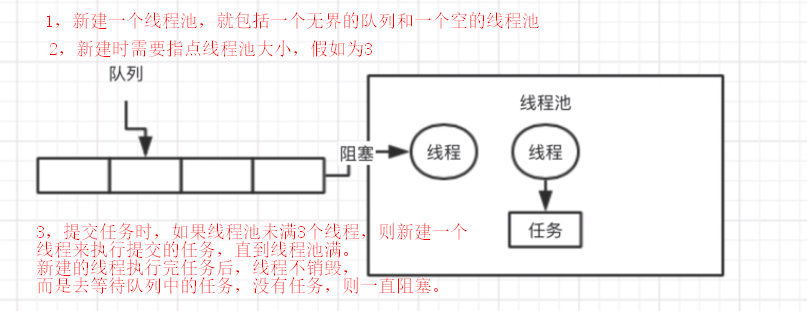 1，新建一个线程池，就包括一个无界的队列和一个空的线程池
2，新建时需要指点线程池大小，假如为3
队列
线程池
阻塞
线程
线程
任务
3，提交任务时，如果线程池未满3个线程，则新建一个
线程来执行提交的任务，直到线程池满。
新建的线程执行完任务后，线程不销毁，
而是去等待队列中的任务，没有任务，则一直阻塞。